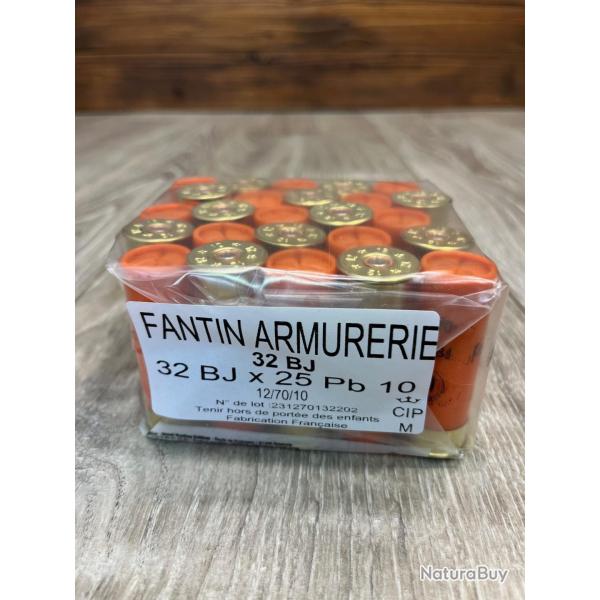 FANTIN ARMURERIE
32 BJ
32 BJ x 25 Pb 10
12/70/10
N° de lot :231270132202
Tenir hors de portée des enfants
Fabrication Française
CIP
M
NaturaBuy